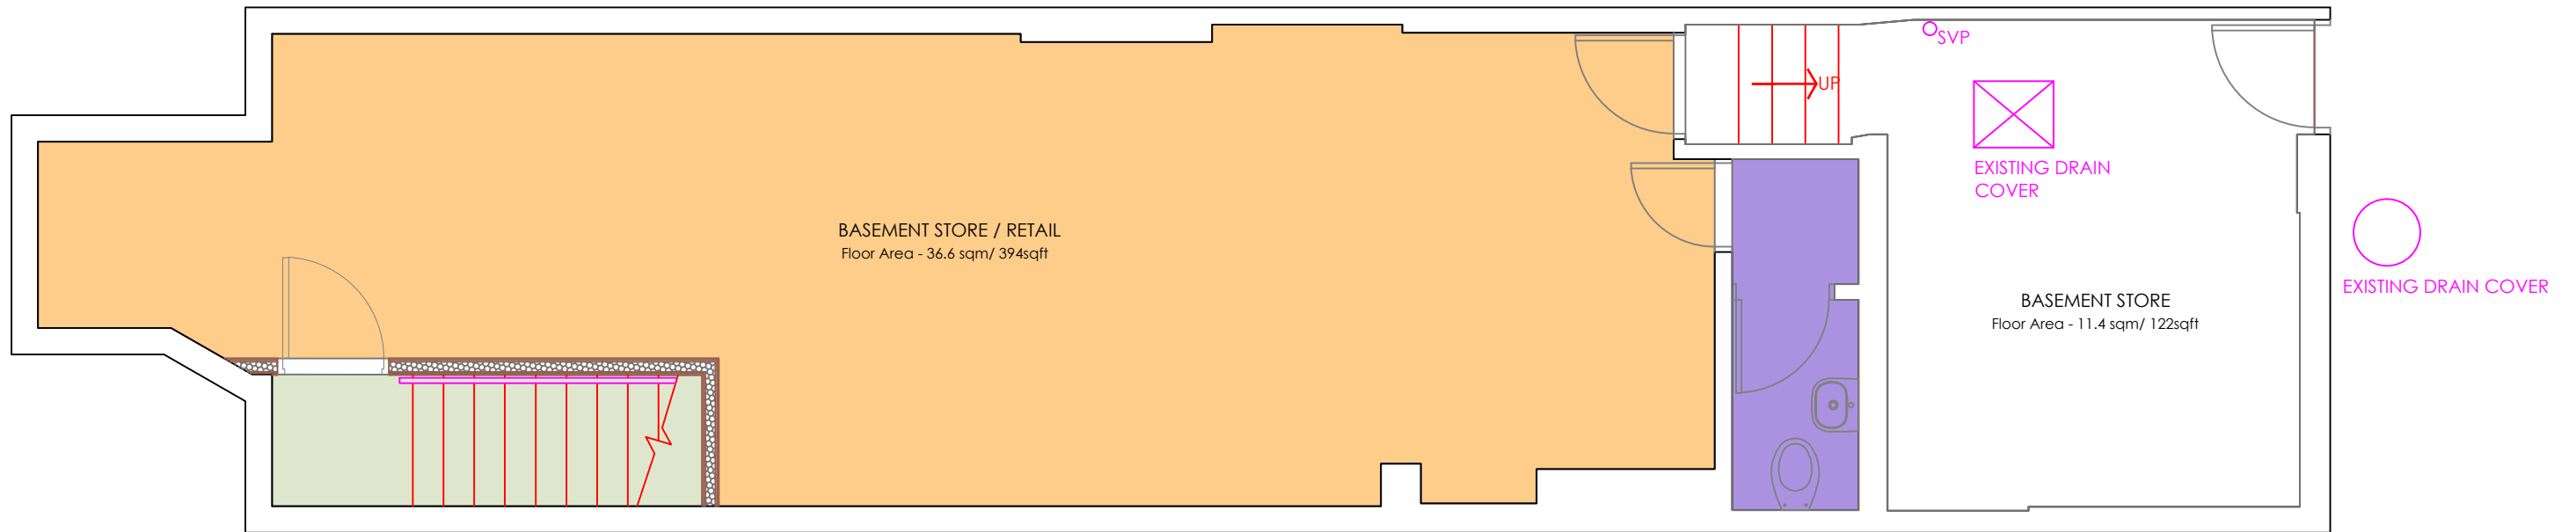 SVP
UP
EXISTING DRAIN
COVER
BASEMENT STORE / RETAIL
Floor Area - 36.6 sqm/ 394sqft
EXISTING DRAIN COVER
BASEMENT STORE
Floor Area - 11.4 sqm/ 122sqft